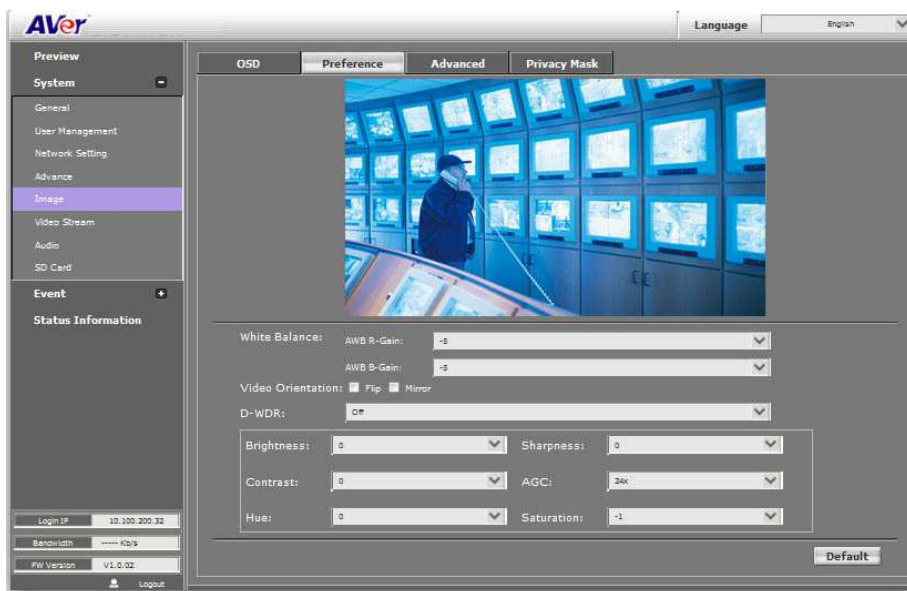 AVer
Language English
Preview
System
General
User Management
Network Setting
Advance
Image
Video Stream
Audio
SD Card
Event
Status Information
Login IP 10.100.200.32
Bandwidth ----- Kb/s
FW Version V1.0.02
Logout
OSD Preference Advanced Privacy Mask
White Balance: AWB R-Gain: -5
AWB B-Gain: -5
Video Orientation: Flip Mirror
D-WDR: Off
Brightness: 0 Sharpness: 0
Contrast: 0 AGC: 24x
Hue: 0 Saturation: -1
Default